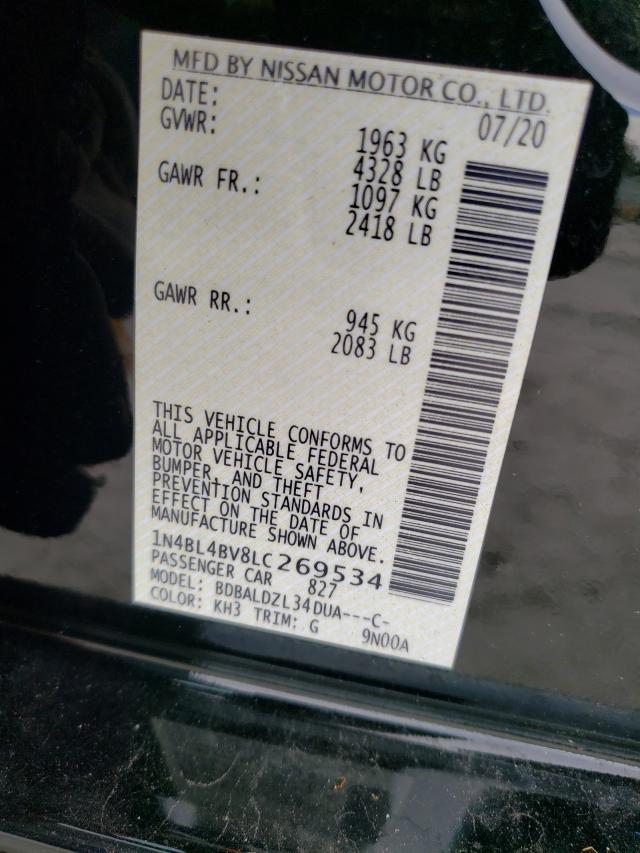 MFD BY NISSAN MOTOR CO., LTD.
DATE: 07/20
GVWR: 1963 KG
4328 LB
GAWR FR.: 1097 KG
2418 LB
GAWR RR.: 945 KG
2083 LB
THIS VEHICLE CONFORMS TO
ALL APPLICABLE FEDERAL
MOTOR VEHICLE SAFETY,
BUMPER, AND THEFT
PREVENTION STANDARDS IN
EFFECT ON THE DATE OF
MANUFACTURE SHOWN ABOVE.
1N4BL4BV8LC269534
PASSENGER CAR 827
MODEL: BDBALDZL34DUA---C-
COLOR: KH3 TRIM: G 9N00A